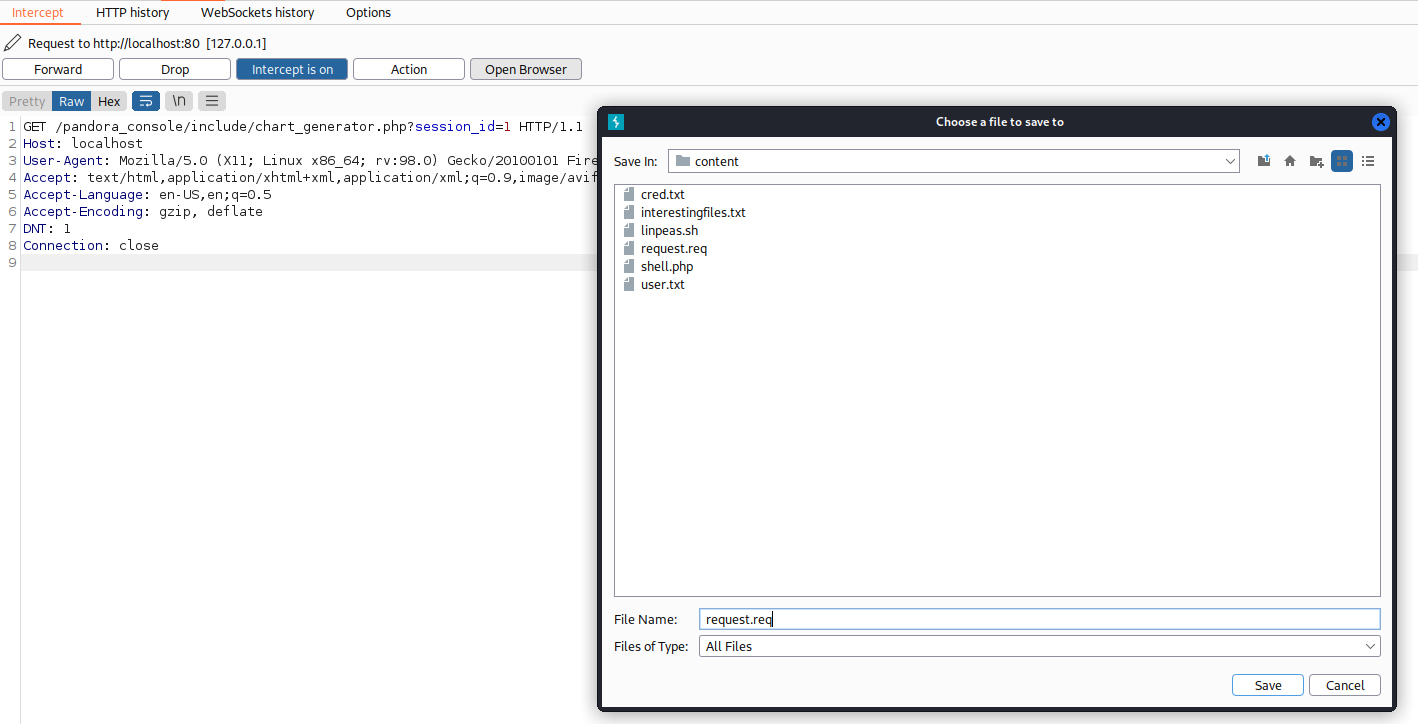 Intercept HTTP history WebSockets history Options
Request to http://localhost:80 [127.0.0.1]
Forward Drop Intercept is on Action Open Browser
Pretty Raw Hex \n
1 GET /pandora_console/include/chart_generator.php?session_id=1 HTTP/1.1
2 Host: localhost
3 User-Agent: Mozilla/5.0 (X11; Linux x86_64; rv:98.0) Gecko/20100101 Fire
4 Accept: text/html,application/xhtml+xml,application/xml;q=0.9,image/avif
5 Accept-Language: en-US,en;q=0.5
6 Accept-Encoding: gzip, deflate
7 DNT: 1
8 Connection: close
9
Choose a file to save to
Save In: content
cred.txt
interestingfiles.txt
linpeas.sh
request.req
shell.php
user.txt
File Name: request.req
Files of Type: All Files
Save Cancel